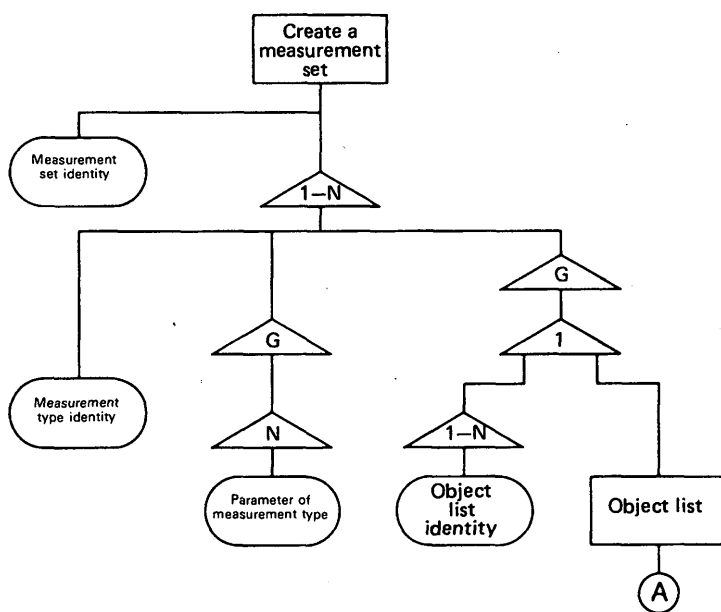 Create a
measurement
set
Measurement
set identity
1–N
G
G
1
Measurement
type identity
N
1–N
Parameter of
measurement type
Object
list
identity
Object list
A